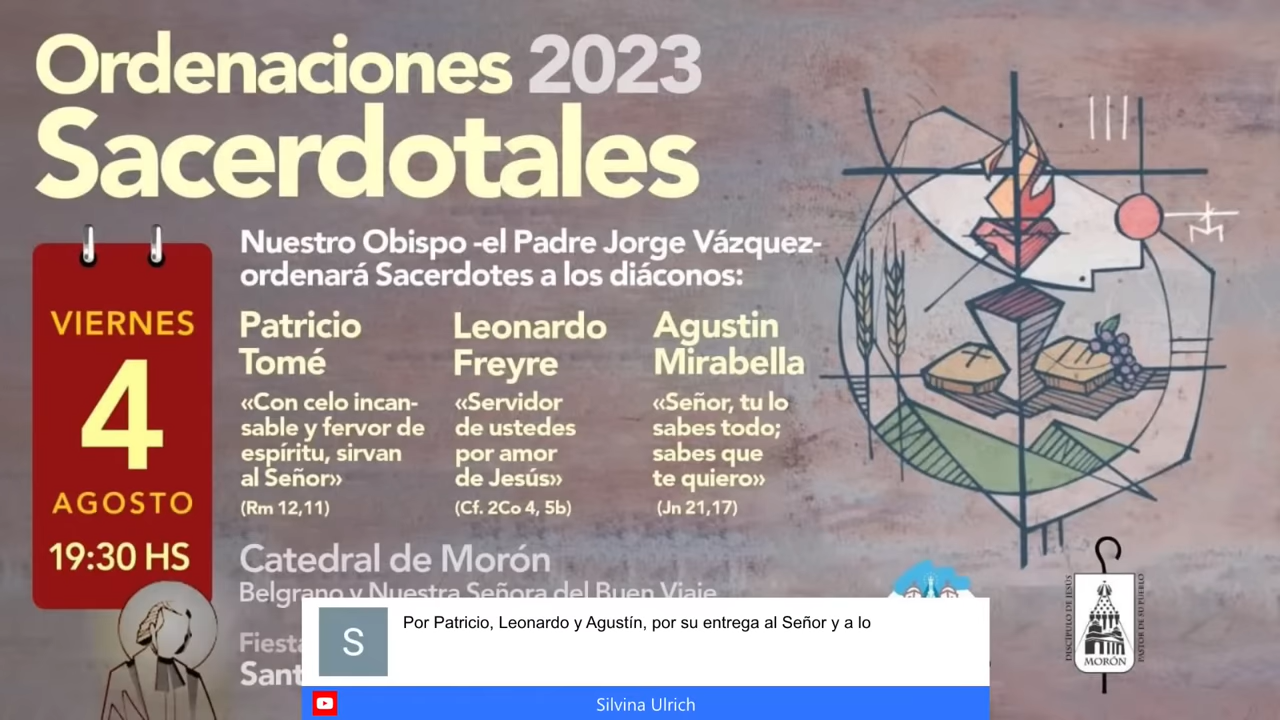 Ordenaciones 2023
Sacerdotales
Nuestro Obispo -el Padre Jorge Vázquez-
ordenará Sacerdotes a los diáconos:
VIERNES
4
AGOSTO
19:30 HS
Patricio
Tomé
«Con celo incan-
sable y fervor de
espíritu, sirvan
al Señor»
(Rm 12,11)
Leonardo
Freyre
«Servidor
de ustedes
por amor
de Jesús»
(Cf. 2Co 4, 5b)
Agustin
Mirabella
«Señor, tu lo
sabes todo;
sabes que
te quiero»
(Jn 21,17)
Catedral de Morón
Belgrano y Nuestra Señora del Buen Viaje
Fiesta
Sant
S
Por Patricio, Leonardo y Agustín, por su entrega al Señor y a lo
Silvina Ulrich
DISCÍPULO DE JESÚS
MORÓN
PASTOR DE SU PUEBLO